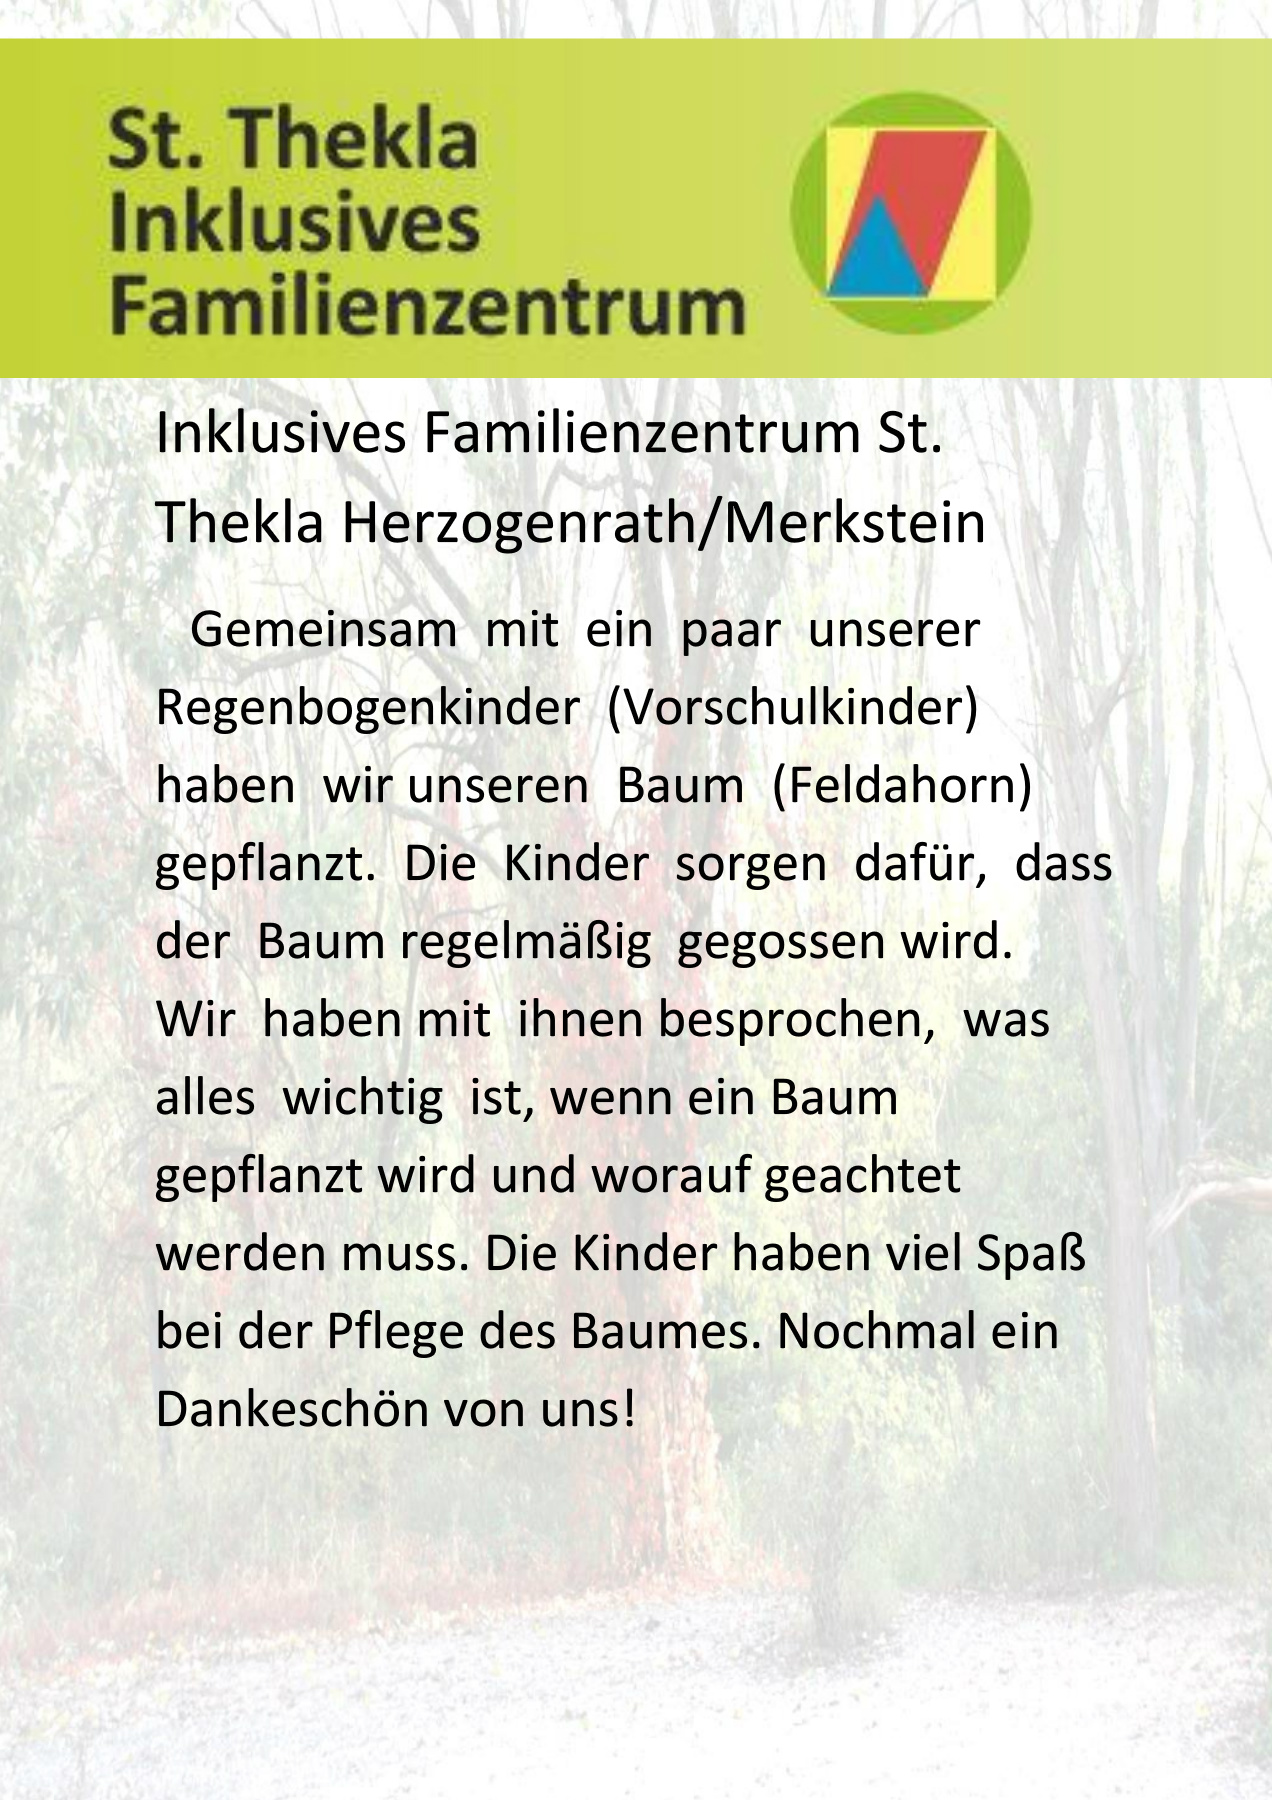 St. Thekla
Inklusives
Familienzentrum
Inklusives Familienzentrum St.
Thekla Herzogenrath/Merkstein
Gemeinsam mit ein paar unserer
Regenbogenkinder (Vorschulkinder)
haben wir unseren Baum (Feldahorn)
gepflanzt. Die Kinder sorgen dafür, dass
der Baum regelmäßig gegossen wird.
Wir haben mit ihnen besprochen, was
alles wichtig ist, wenn ein Baum
gepflanzt wird und worauf geachtet
werden muss. Die Kinder haben viel Spaß
bei der Pflege des Baumes. Nochmal ein
Dankeschön von uns!